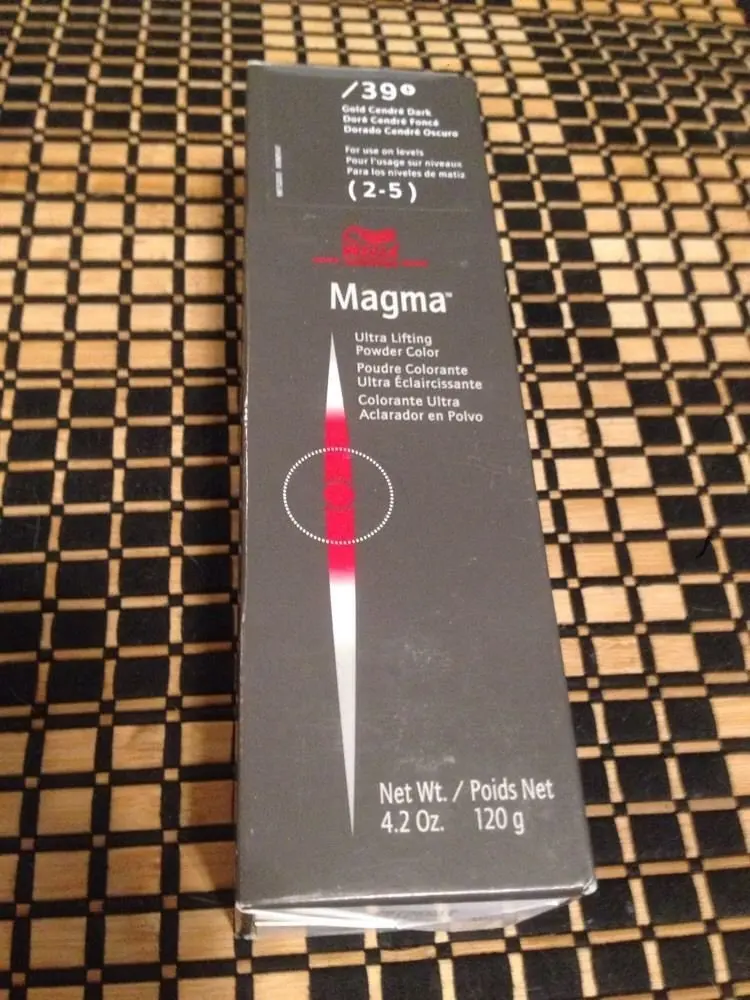 /39
Gold Cendré Dark
Doré Cendré Foncé
Dorado Cendré Oscuro
For use on levels
Pour l'usage sur niveaux
Para los niveles de matiz
(2-5)
Magma™
Ultra Lifting
Powder Color
Poudre Colorante
Ultra Éclaircissante
Colorante Ultra
Aclarador en Polvo
Net Wt. / Poids Net
4.2 Oz. 120 g